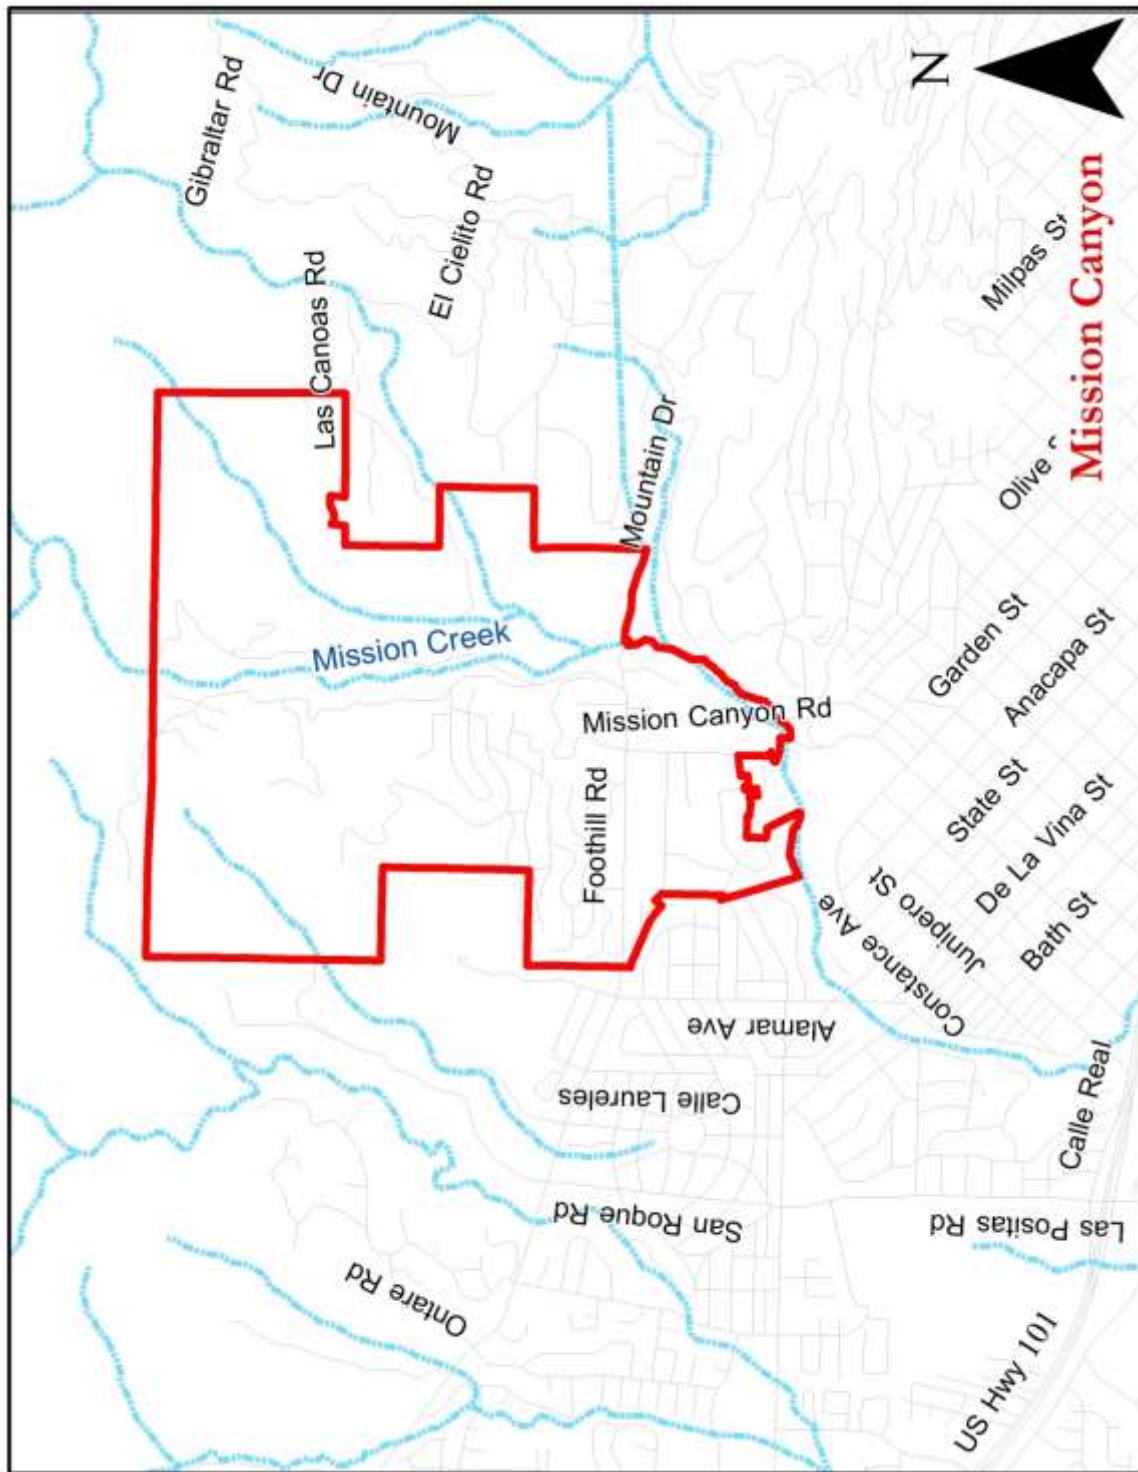 N
Mission Canyon
Gibraltar Rd
Mountain Dr
El Cielito Rd
Las Canoas Rd
Milpas St
Mountain Dr
Olive
Mission Creek
Mission Canyon Rd
Garden St
Anacapa St
Foothill Rd
State St
De La Vina St
Junipero St
Bath St
Constance Ave
Alamar Ave
Calle Laureles
Calle Real
San Roque Rd
Las Positas Rd
Ontare Rd
US Hwy 101